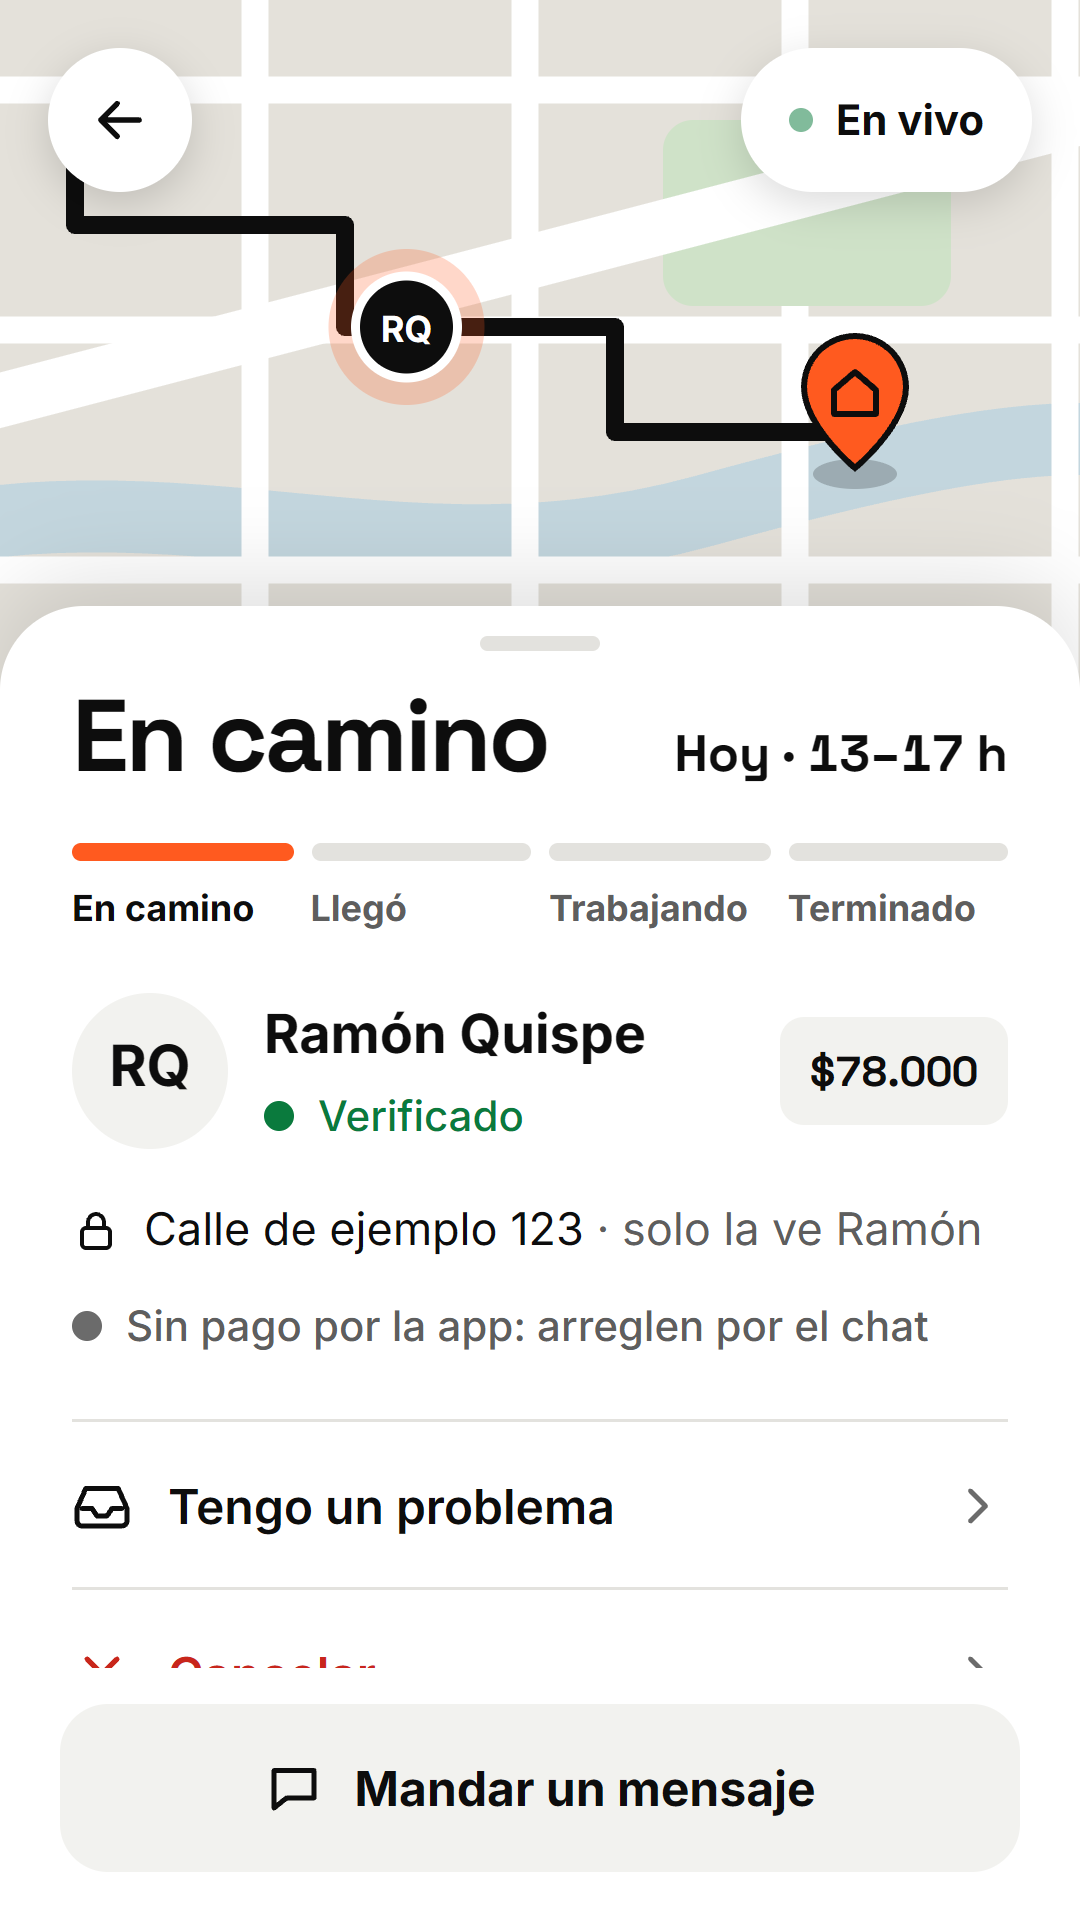 En vivo
RQ
En camino
Hoy · 13–17 h
En camino
Llegó
Trabajando
Terminado
RQ
Ramón Quispe
Verificado
$78.000
Calle de ejemplo 123 · solo la ve Ramón
Sin pago por la app: arreglen por el chat
Tengo un problema
Cancelar
Mandar un mensaje